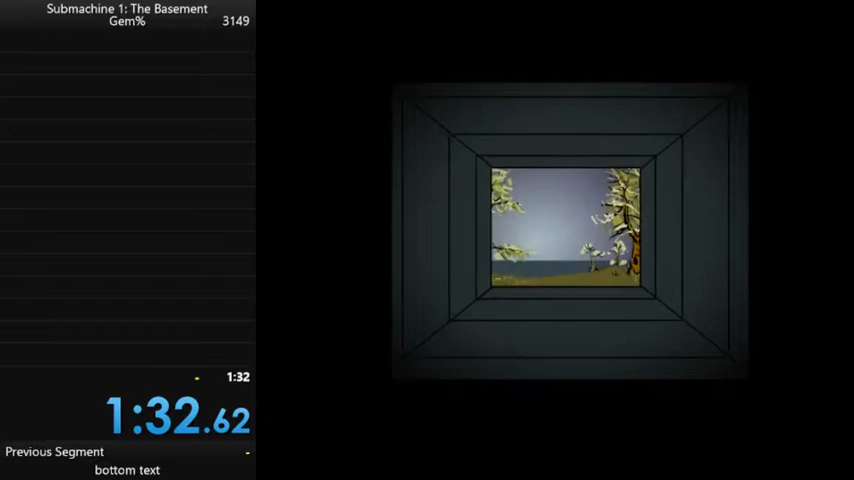 Submachine 1: The Basement
Gem% 3149
- 1:32
1:32.62
Previous Segment -
bottom text